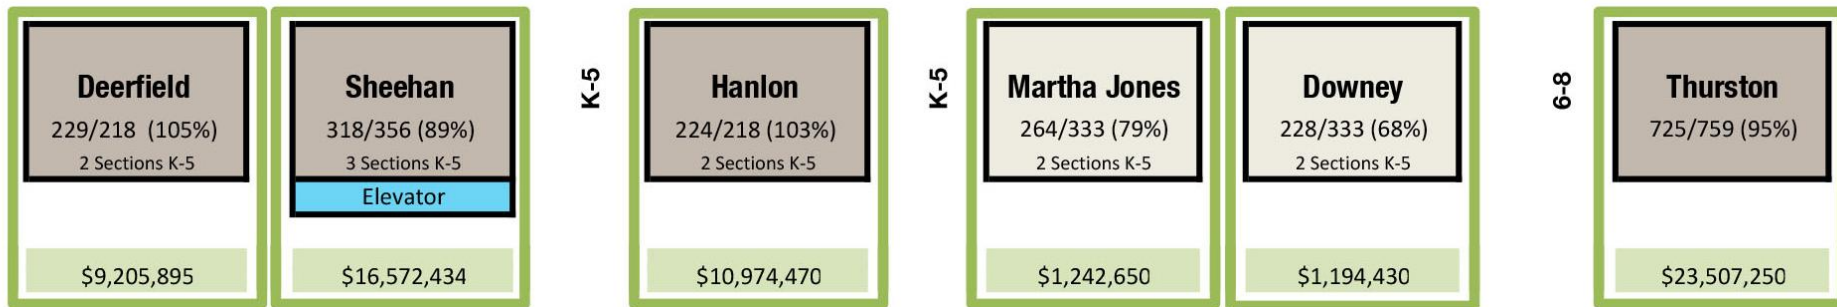 Deerfield
229/218 (105%)
2 Sections K-5
$9,205,895
Sheehan
318/356 (89%)
3 Sections K-5
Elevator
$16,572,434
K-5
Hanlon
224/218 (103%)
2 Sections K-5
$10,974,470
K-5
Martha Jones
264/333 (79%)
2 Sections K-5
$1,242,650
Downey
228/333 (68%)
2 Sections K-5
$1,194,430
6-8
Thurston
725/759 (95%)
$23,507,250